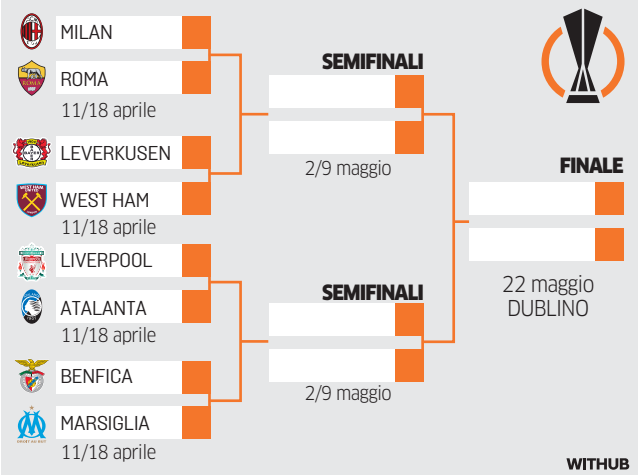 MILAN
ROMA
11/18 aprile
LEVERKUSEN
WEST HAM
11/18 aprile
LIVERPOOL
ATALANTA
11/18 aprile
BENFICA
MARSIGLIA
11/18 aprile
SEMIFINALI
2/9 maggio
SEMIFINALI
2/9 maggio
FINALE
22 maggio
DUBLINO
WITHUB